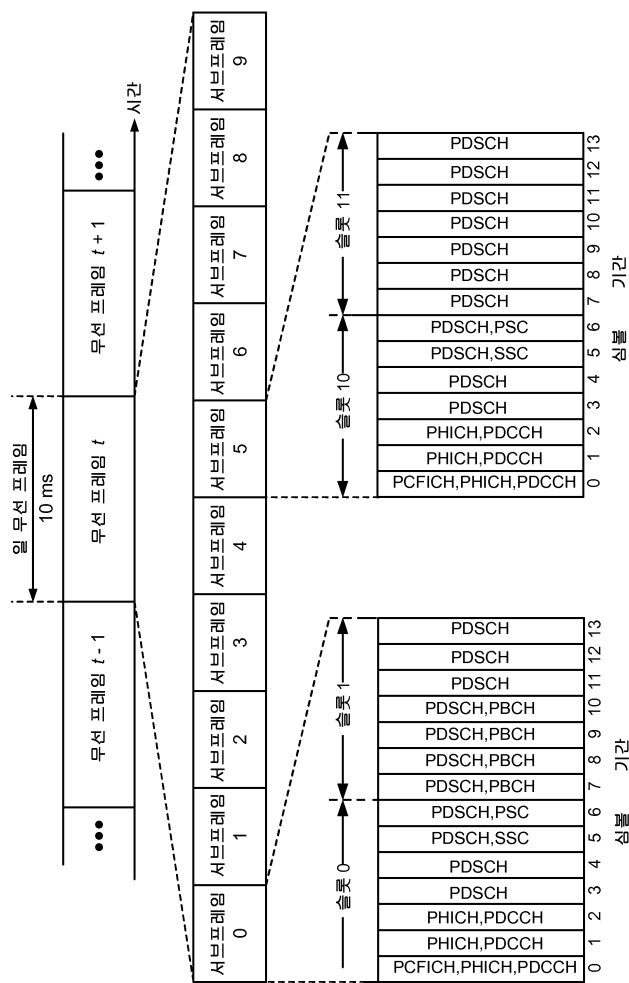 일 무선 프레임
10 ms
•••
무선 프레임 t - 1
무선 프레임 t
무선 프레임 t + 1
•••
시간
서브프레임
0
서브프레임
1
서브프레임
2
서브프레임
3
서브프레임
4
서브프레임
5
서브프레임
6
서브프레임
7
서브프레임
8
서브프레임
9
슬롯 0
슬롯 1
PCFICH,PHICH,PDCCH
PHICH,PDCCH
PHICH,PDCCH
PDSCH
PDSCH
PDSCH,SSC
PDSCH,PSC
PDSCH,PBCH
PDSCH,PBCH
PDSCH,PBCH
PDSCH,PBCH
PDSCH
PDSCH
PDSCH
0 1 2 3 4 5 6 7 8 9 10 11 12 13
심볼 기간
슬롯 10
슬롯 11
PCFICH,PHICH,PDCCH
PHICH,PDCCH
PHICH,PDCCH
PDSCH
PDSCH
PDSCH,SSC
PDSCH,PSC
PDSCH
PDSCH
PDSCH
PDSCH
PDSCH
PDSCH
PDSCH
0 1 2 3 4 5 6 7 8 9 10 11 12 13
심볼 기간